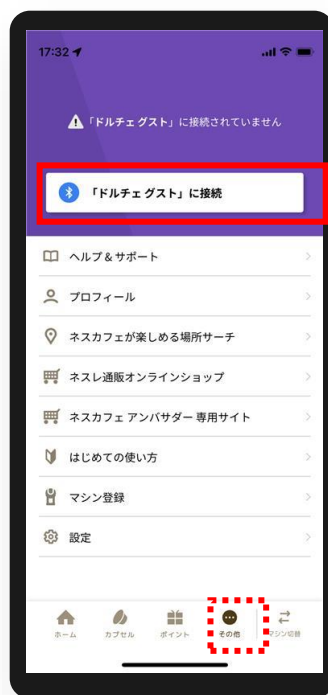 17:32
「ドルチェ グスト」に接続されていません
「ドルチェ グスト」に接続
ヘルプ & サポート
プロフィール
ネスカフェが楽しめる場所サーチ
ネスレ通販オンラインショップ
ネスカフェ アンバサダー 専用サイト
はじめての使い方
マシン登録
設定
ホーム カプセル ポイント その他 マシン切替